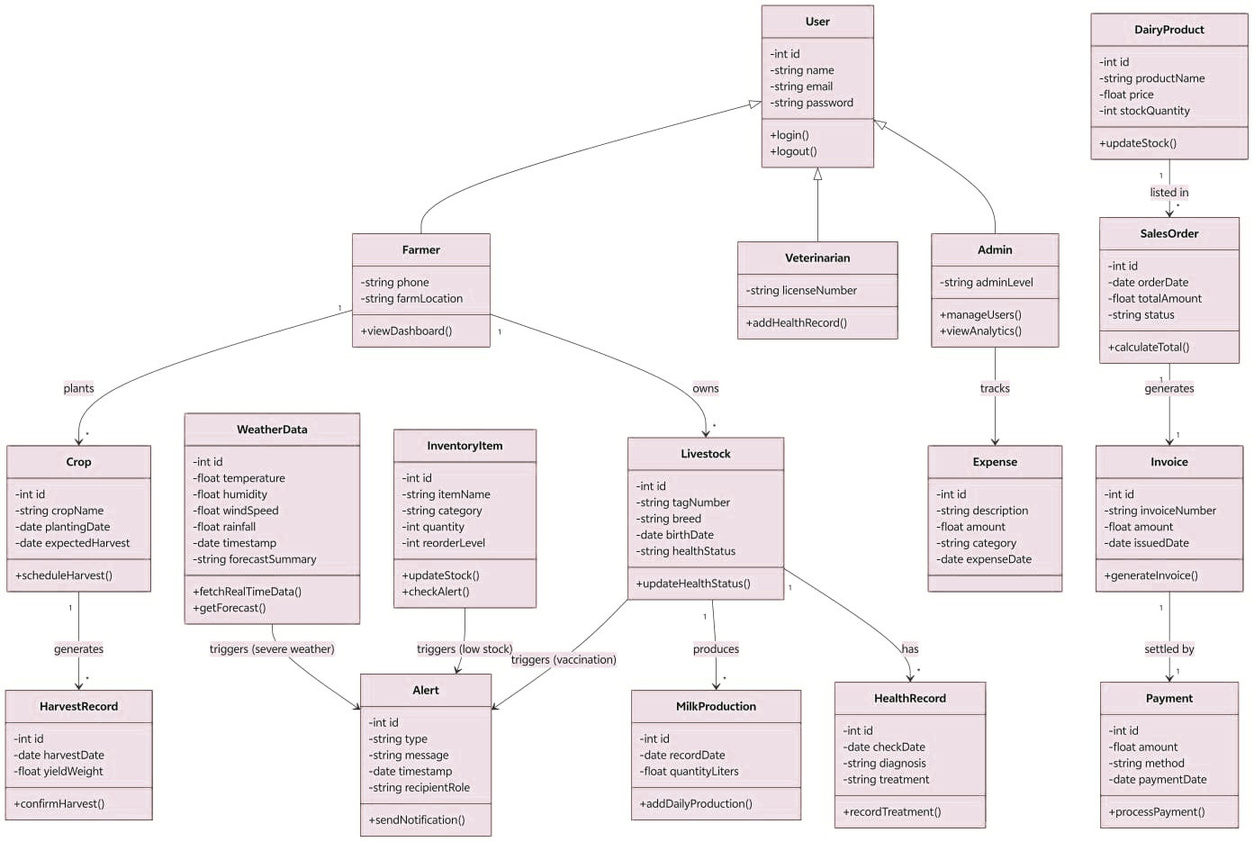 User
-int id
-string name
-string email
-string password
+login()
+logout()
DairyProduct
-int id
-string productName
-float price
-int stockQuantity
+updateStock()
1
listed in
*
Farmer
-string phone
-string farmLocation
+viewDashboard()
1
1
Veterinarian
-string licenseNumber
+addHealthRecord()
Admin
-string adminLevel
+manageUsers()
+viewAnalytics()
SalesOrder
-int id
-date orderDate
-float totalAmount
-string status
+calculateTotal()
plants
*
owns
*
tracks
1
generates
1
Crop
-int id
-string cropName
-date plantingDate
-date expectedHarvest
+scheduleHarvest()
WeatherData
-int id
-float temperature
-float humidity
-float windSpeed
-float rainfall
-date timestamp
-string forecastSummary
+fetchRealTimeData()
+getForecast()
InventoryItem
-int id
-string itemName
-string category
-int quantity
-int reorderLevel
+updateStock()
+checkAlert()
Livestock
-int id
-string tagNumber
-string breed
-date birthDate
-string healthStatus
+updateHealthStatus()
Expense
-int id
-string description
-float amount
-string category
-date expenseDate
Invoice
-int id
-string invoiceNumber
-float amount
-date issuedDate
+generateInvoice()
1
generates
*
triggers (severe weather)
triggers (low stock)
triggers (vaccination)
1
produces
*
1
has
*
1
settled by
1
HarvestRecord
-int id
-date harvestDate
-float yieldWeight
+confirmHarvest()
Alert
-int id
-string type
-string message
-date timestamp
-string recipientRole
+sendNotification()
MilkProduction
-int id
-date recordDate
-float quantityLiters
+addDailyProduction()
HealthRecord
-int id
-date checkDate
-string diagnosis
-string treatment
+recordTreatment()
Payment
-int id
-float amount
-string method
-date paymentDate
+processPayment()